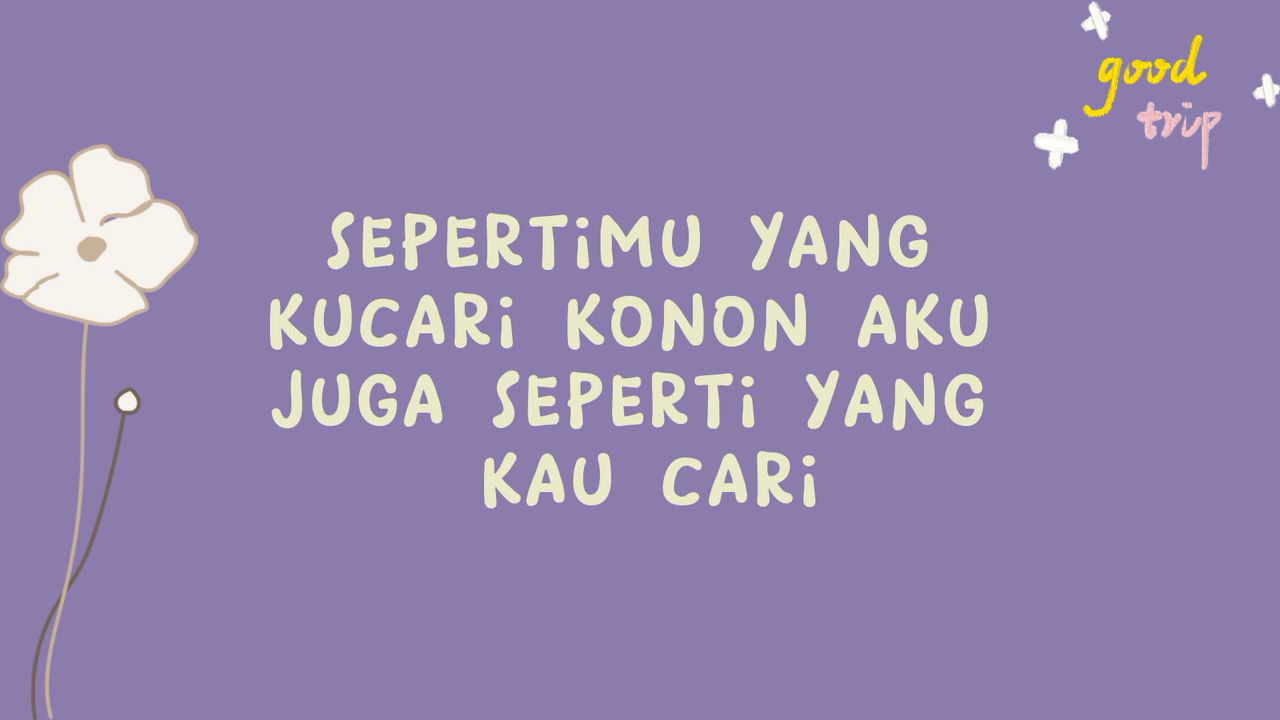 good
trip
SEPERTiMU YANG
KUCARi KONON AKU
JUGA SEPERTi YANG
KAU CARi